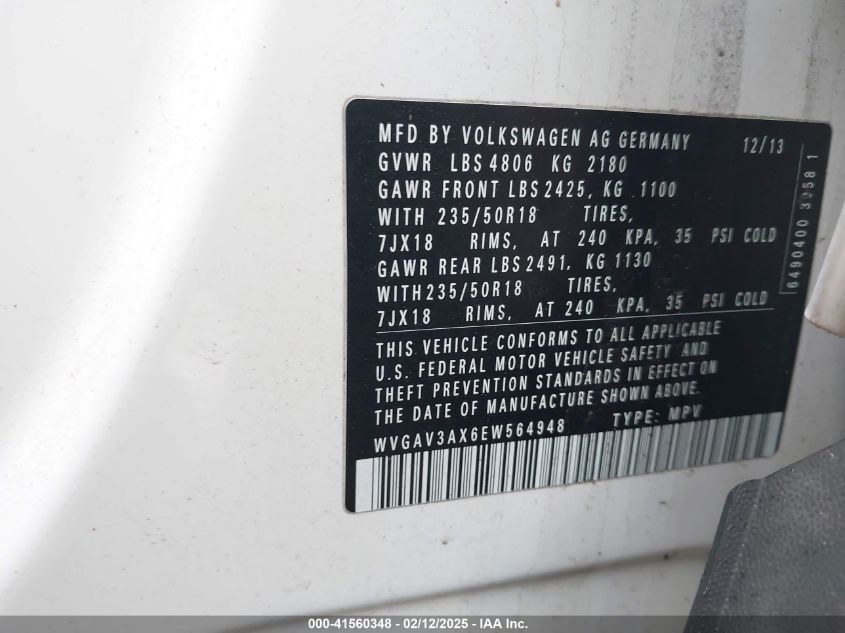 MFD BY VOLKSWAGEN AG GERMANY 12/13
GVWR LBS 4806 KG 2180
GAWR FRONT LBS 2425, KG 1100
WITH 235/50R18 TIRES,
7JX18 RIMS, AT 240 KPA, 35 PSI COLD
GAWR REAR LBS 2491, KG 1130
WITH 235/50R18 TIRES,
7JX18 RIMS, AT 240 KPA, 35 PSI COLD
THIS VEHICLE CONFORMS TO ALL APPLICABLE
U.S. FEDERAL MOTOR VEHICLE SAFETY AND
THEFT PREVENTION STANDARDS IN EFFECT ON
THE DATE OF MANUFACTURE SHOWN ABOVE.
WVGAV3AX6EW564948 TYPE: MPV
6490400
000-41560348 - 02/12/2025 - IAA Inc.